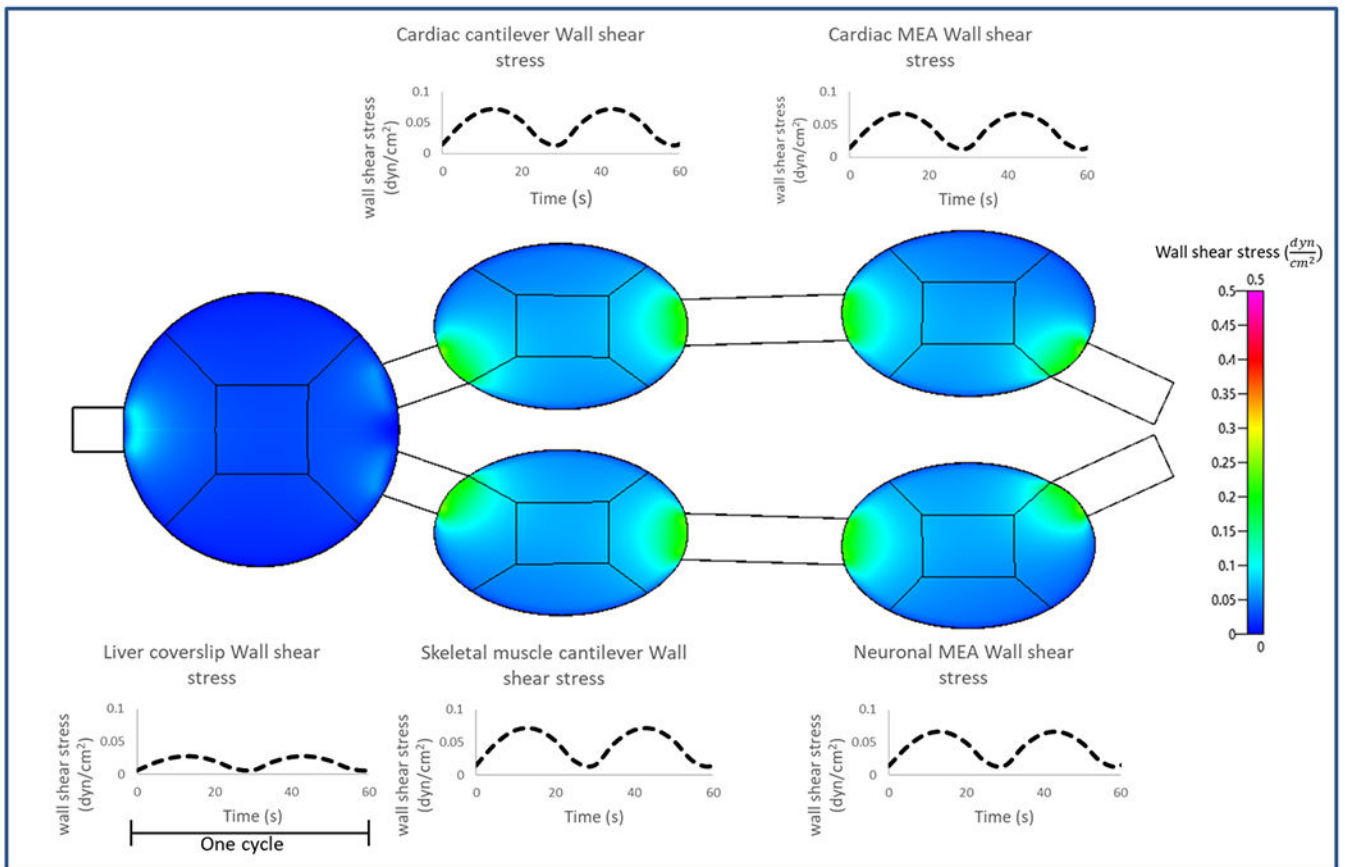 Cardiac cantilever Wall shear
stress
wall shear stress
(dyn/cm²)
0.1
0.05
0
0 20 40 60
Time (s)
Cardiac MEA Wall shear
stress
wall shear stress
(dyn/cm²)
0.1
0.05
0
0 20 40 60
Time (s)
Wall shear stress (dyn/cm²)
0.5
0.5
0.45
0.4
0.35
0.3
0.25
0.2
0.15
0.1
0.05
0
0
Liver coverslip Wall shear
stress
wall shear stress
(dyn/cm²)
0.1
0.05
0
0 20 40 60
Time (s)
One cycle
Skeletal muscle cantilever Wall
shear stress
wall shear stress
(dyn/cm²)
0.1
0.05
0
0 20 40 60
Time (s)
Neuronal MEA Wall shear
stress
wall shear stress
(dyn/cm²)
0.1
0.05
0
0 20 40 60
Time (s)